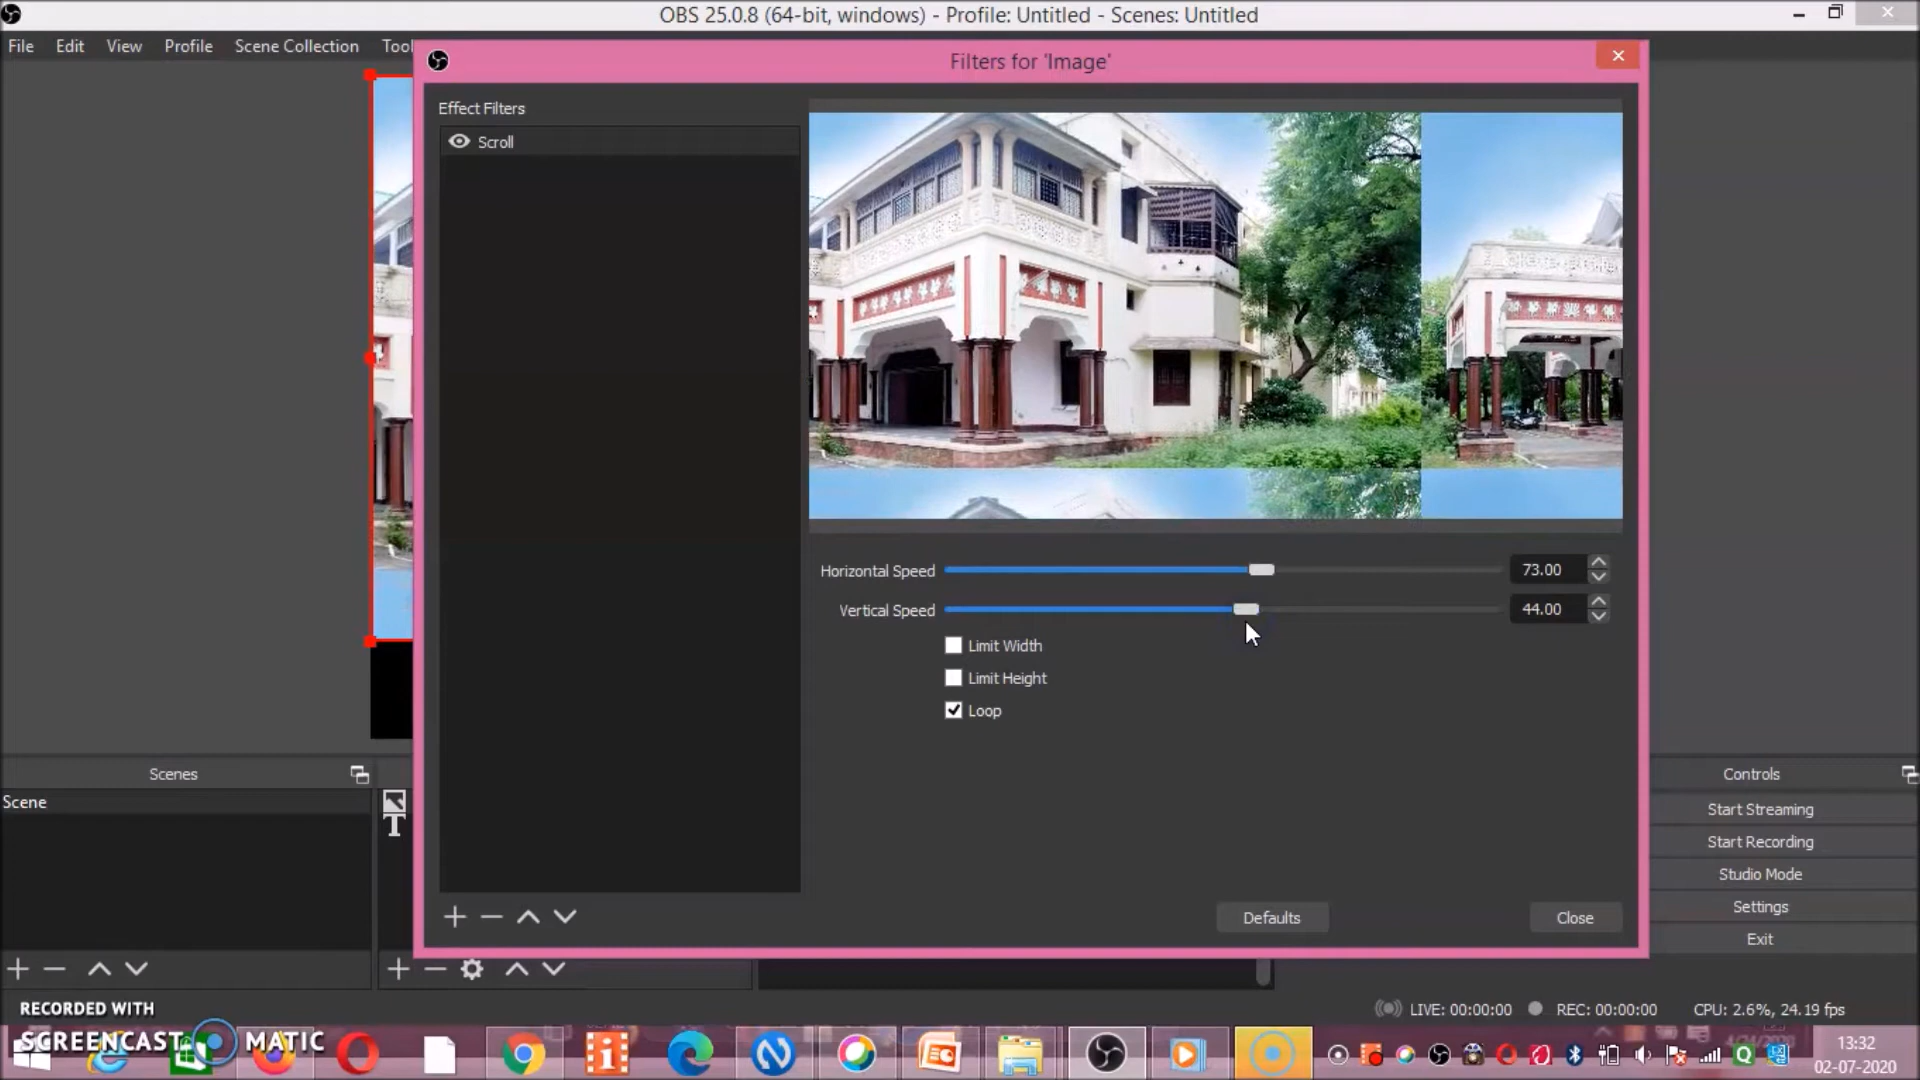 OBS 25.0.8 (64-bit, windows) - Profile: Untitled - Scenes: Untitled
File Edit View Profile Scene Collection Tool
Filters for 'Image'
Effect Filters
Scroll
Horizontal Speed 73.00
Vertical Speed 44.00
Limit Width
Limit Height
Loop
Scenes
Controls
Scene
Start Streaming
Start Recording
Studio Mode
Settings
Exit
Defaults
Close
RECORDED WITH
SCREENCAST MATIC
LIVE: 00:00:00 REC: 00:00:00 CPU: 2.6%, 24.19 fps
13:32
02-07-2020